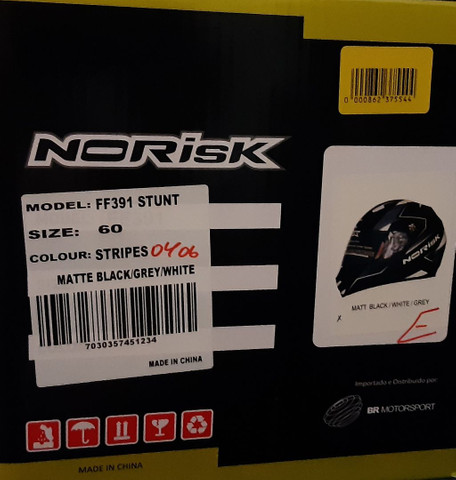 0 000862 375544
NORisK
MODEL: FF391 STUNT
SIZE: 60
COLOUR: STRIPES 0406
MATTE BLACK/GREY/WHITE
7030357451234
MADE IN CHINA
NORisK
MATT BLACK/WHITE/GREY
X
E
Importado e Distribuído por:
BR MOTORSPORT
MADE IN CHINA